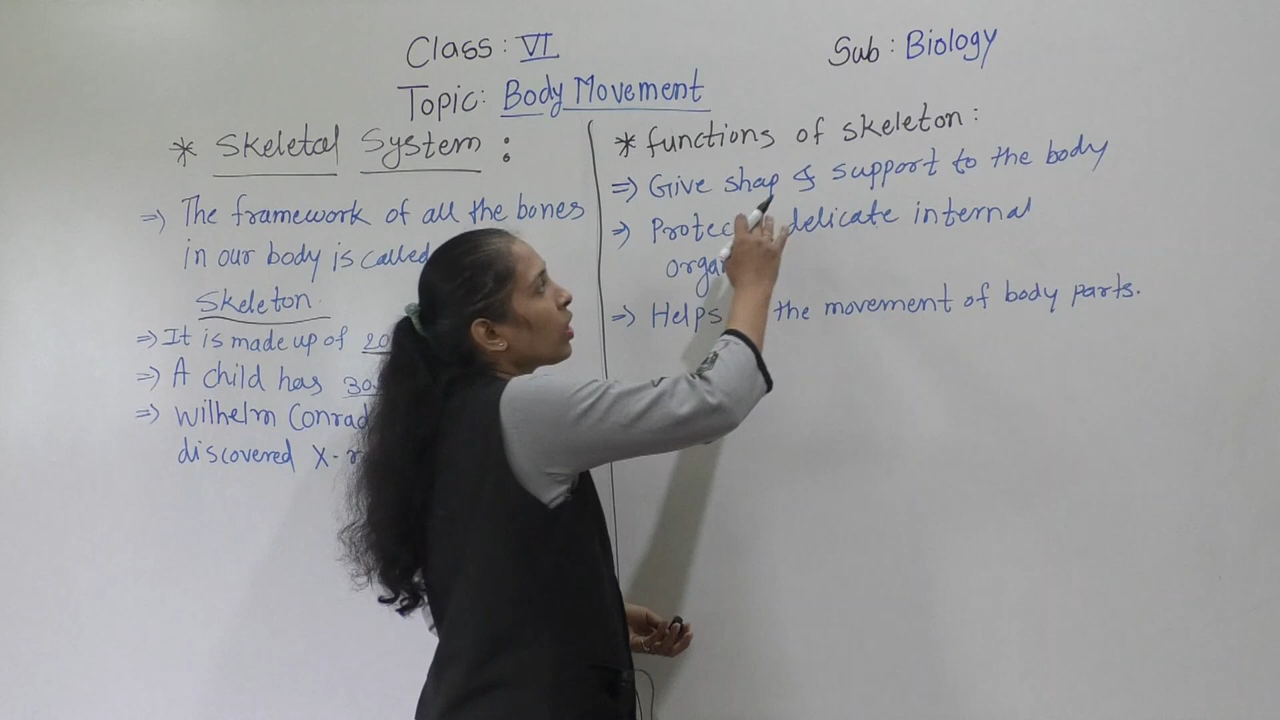 Class : VI
Sub : Biology
Topic: Body Movement
* Skeletal System :
=> The framework of all the bones
in our body is called
Skeleton.
=> It is made up of
=> A child has
=> Wilhelm Conrad
discovered X-
* functions of skeleton :
=> Give shap & support to the body
=> delicate internal
=> Helps the movement of body parts.